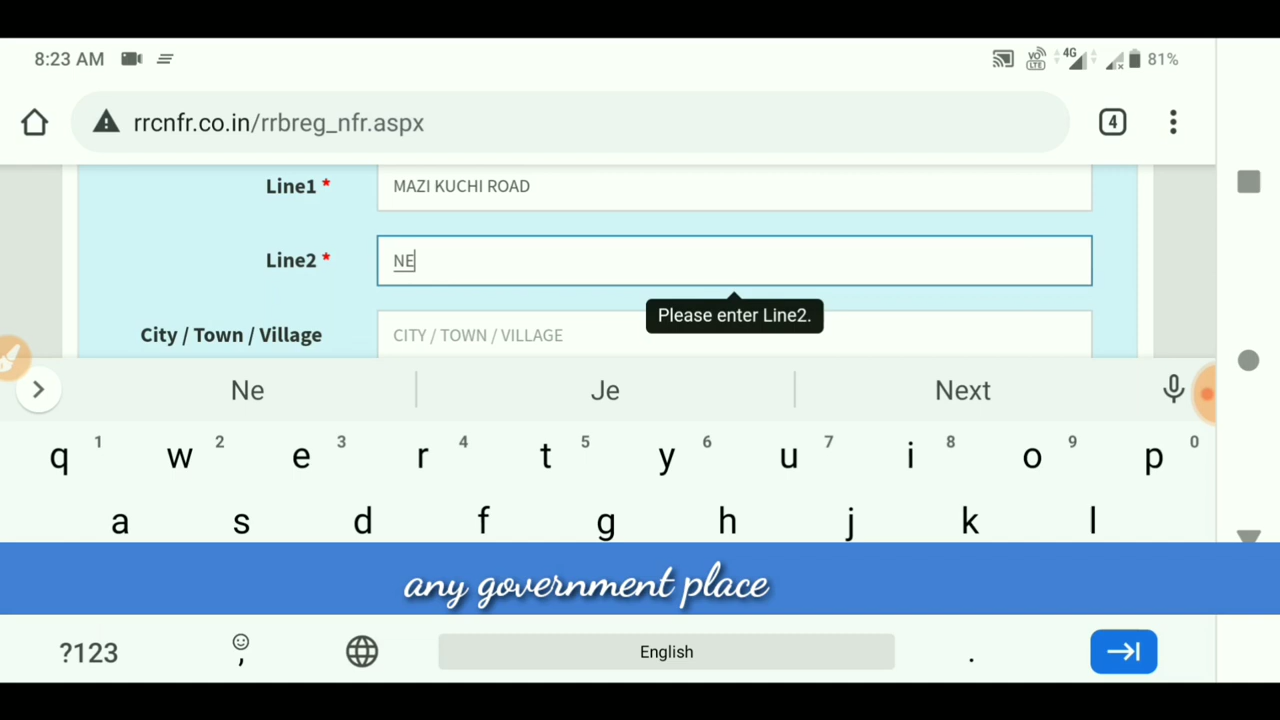 8:23 AM VO LTE 4G 81%
rrcnfr.co.in/rrbreg_nfr.aspx 4
Line1 * MAZI KUCHI ROAD
Line2 * NE
Please enter Line2.
City / Town / Village CITY / TOWN / VILLAGE
Ne Je Next
q 1 w 2 e 3 r 4 t 5 y 6 u 7 i 8 o 9 p 0
a s d f g h j k l
any government place
?123 , English .